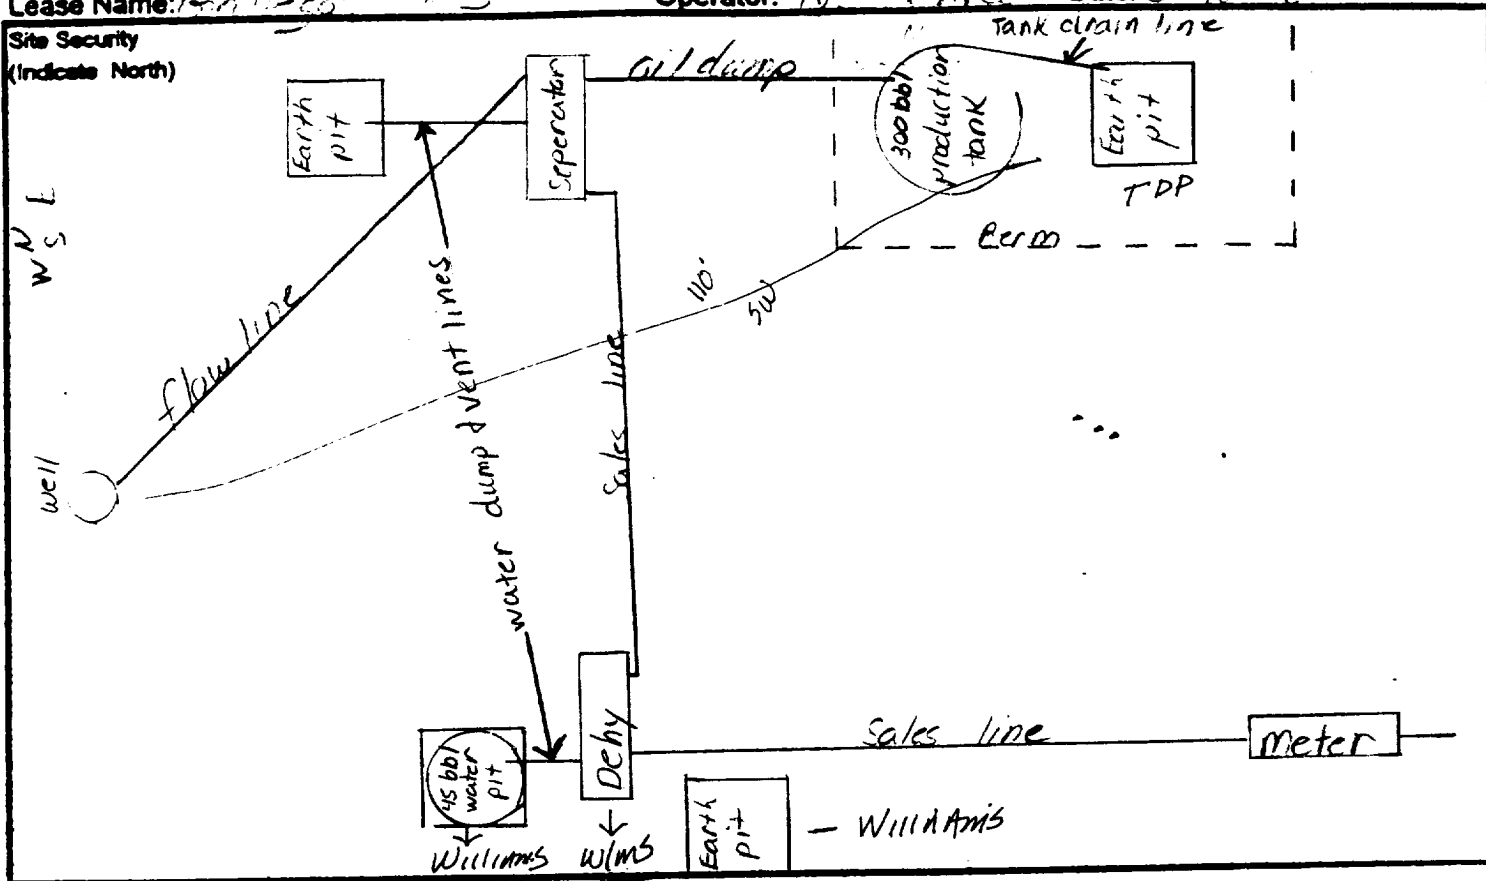 Lease Name:
Operator:
Site Security
(Indicate North)
Tank drain line
Earth
pit
Seperator
oil dump
300 bbl
production
tank
Earth
pit
TDP
Berm
N
W E
S
flow line
water dump & vent lines
110'
SW
Sales line
well
45 bbl
water
pit
Dehy
Sales line
meter
Williams
Wlms
Earth
pit
— WilliAms